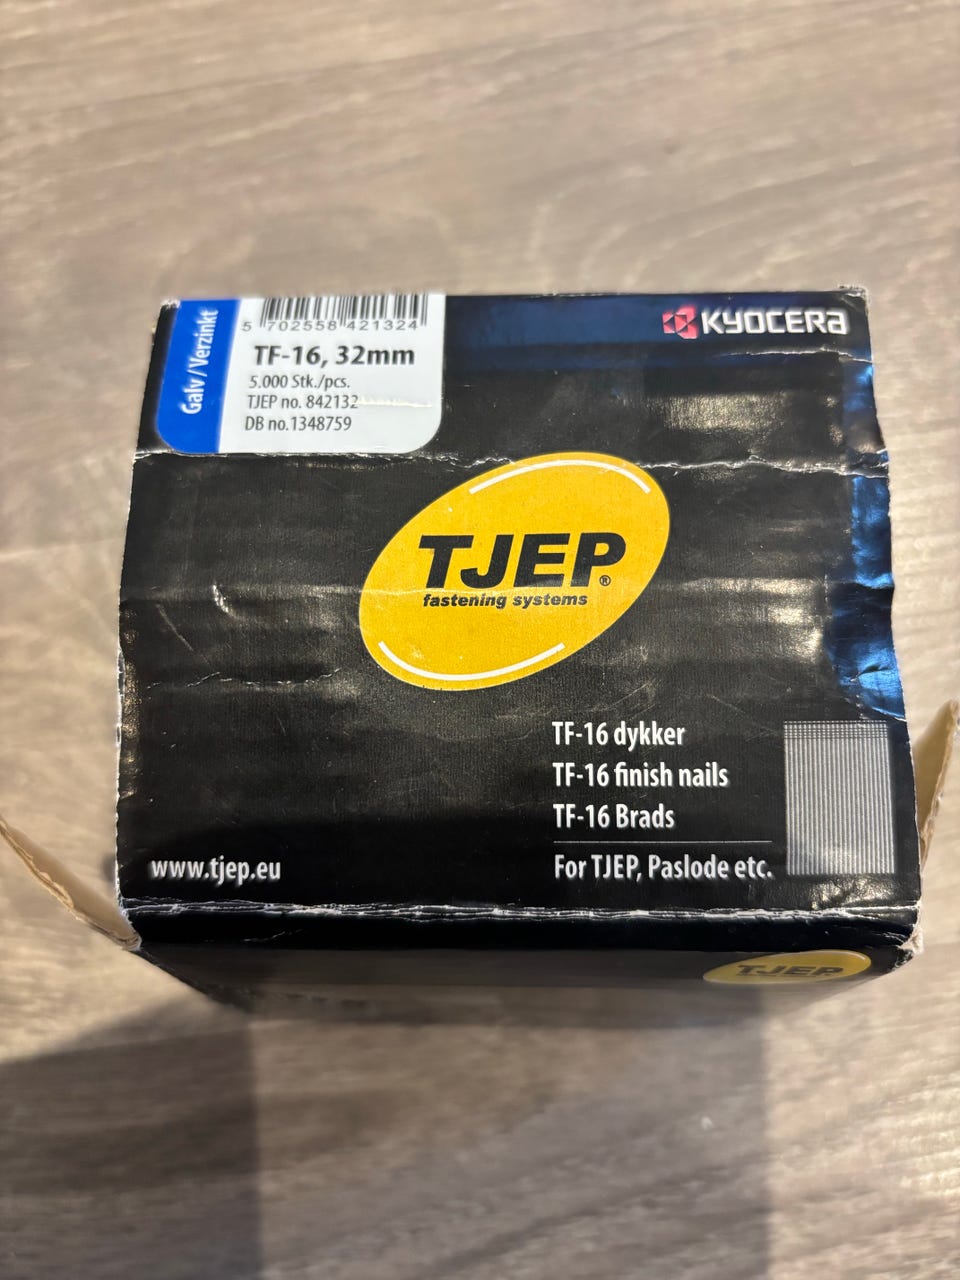 Galv/Verzinkt
5 702558 421324
TF-16, 32mm
5.000 Stk./pcs.
TJEP no. 842132
DB no.1348759
KYOCERA
TJEP®
fastening systems
TF-16 dykker
TF-16 finish nails
TF-16 Brads
For TJEP, Paslode etc.
www.tjep.eu
TJEP